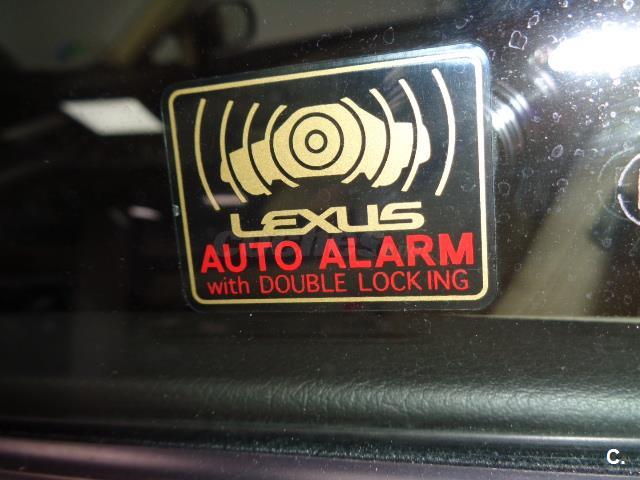 LEXUS
AUTO ALARM
with DOUBLE LOCKING
C.